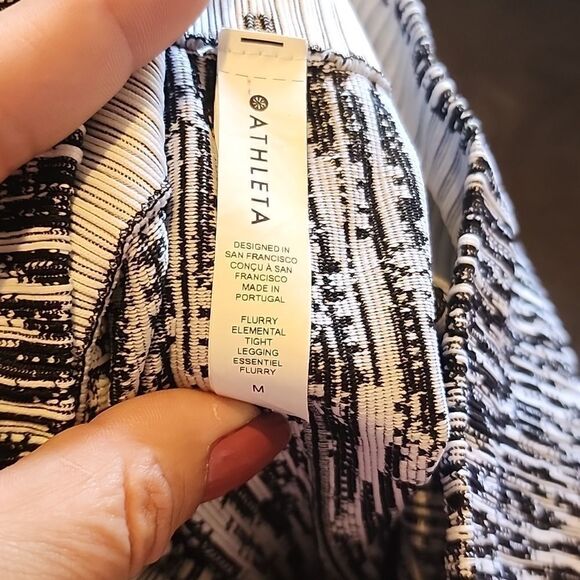 ATHLETA
DESIGNED IN
SAN FRANCISCO
CONÇU À SAN
FRANCISCO
MADE IN
PORTUGAL
FLURRY
ELEMENTAL
TIGHT
LEGGING
ESSENTIEL
FLURRY
M